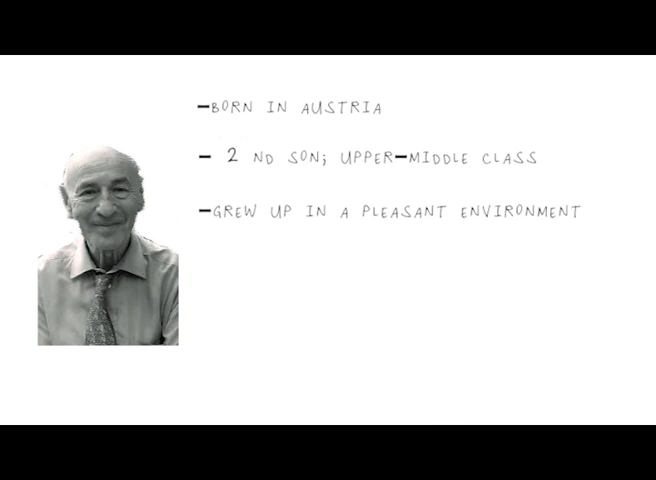 -BORN IN AUSTRIA
- 2 ND SON; UPPER-MIDDLE CLASS
-GREW UP IN A PLEASANT ENVIRONMENT